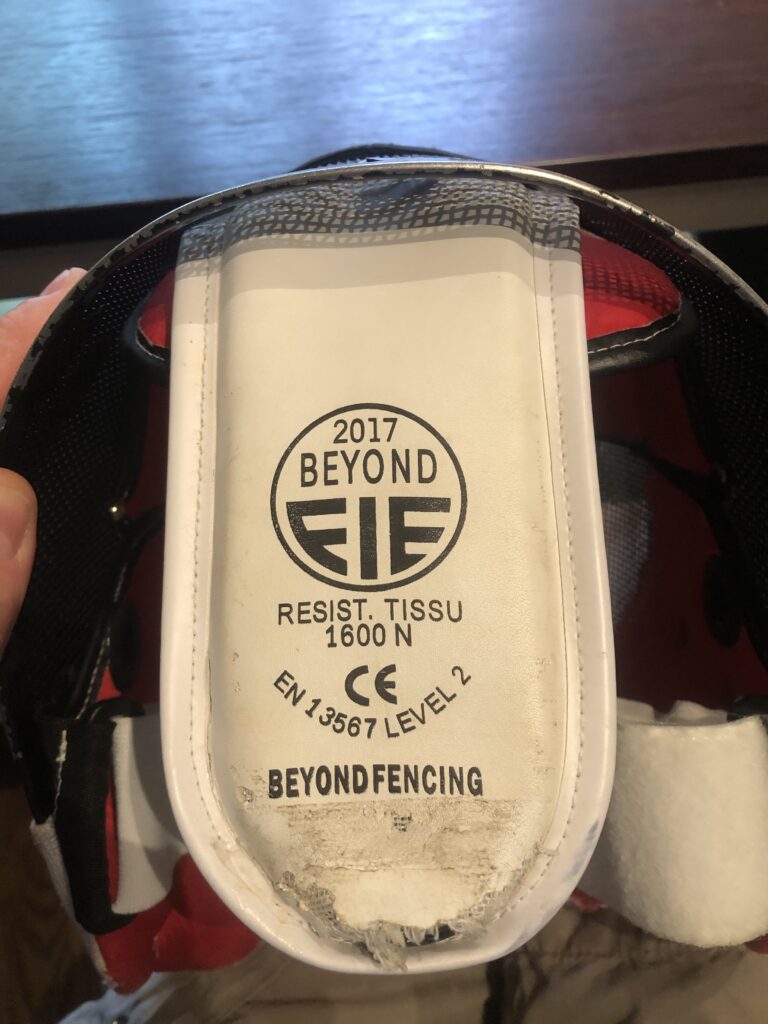 2017
BEYOND
FIE
RESIST. TISSU
1600 N
CE
EN 13567 LEVEL 2
BEYONDFENCING